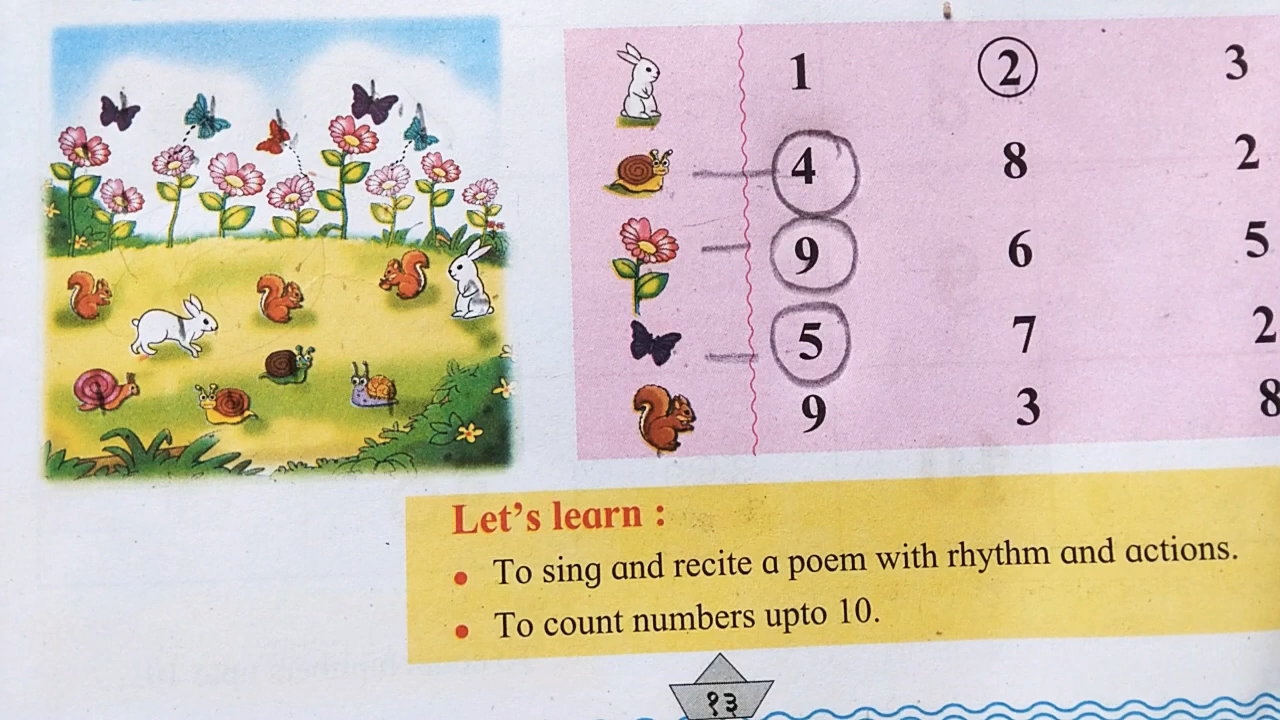 1 2 3
4 8 2
9 6 5
5 7 2
9 3 8
Let's learn :
• To sing and recite a poem with rhythm and actions.
• To count numbers upto 10.
१३